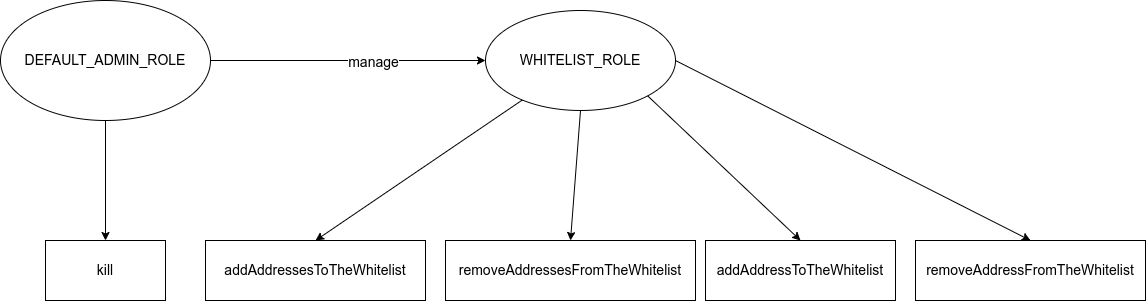 DEFAULT_ADMIN_ROLE
manage
WHITELIST_ROLE
kill
addAddressesToTheWhitelist
removeAddressesFromTheWhitelist
addAddressToTheWhitelist
removeAddressFromTheWhitelist